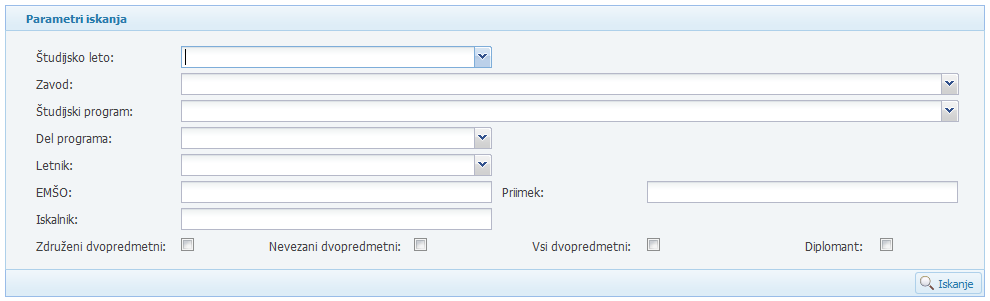 Parametri iskanja
Študijsko leto:
Zavod:
Študijski program:
Del programa:
Letnik:
EMŠO: Priimek:
Iskalnik:
Združeni dvopredmetni: Nevezani dvopredmetni: Vsi dvopredmetni: Diplomant:
Iskanje